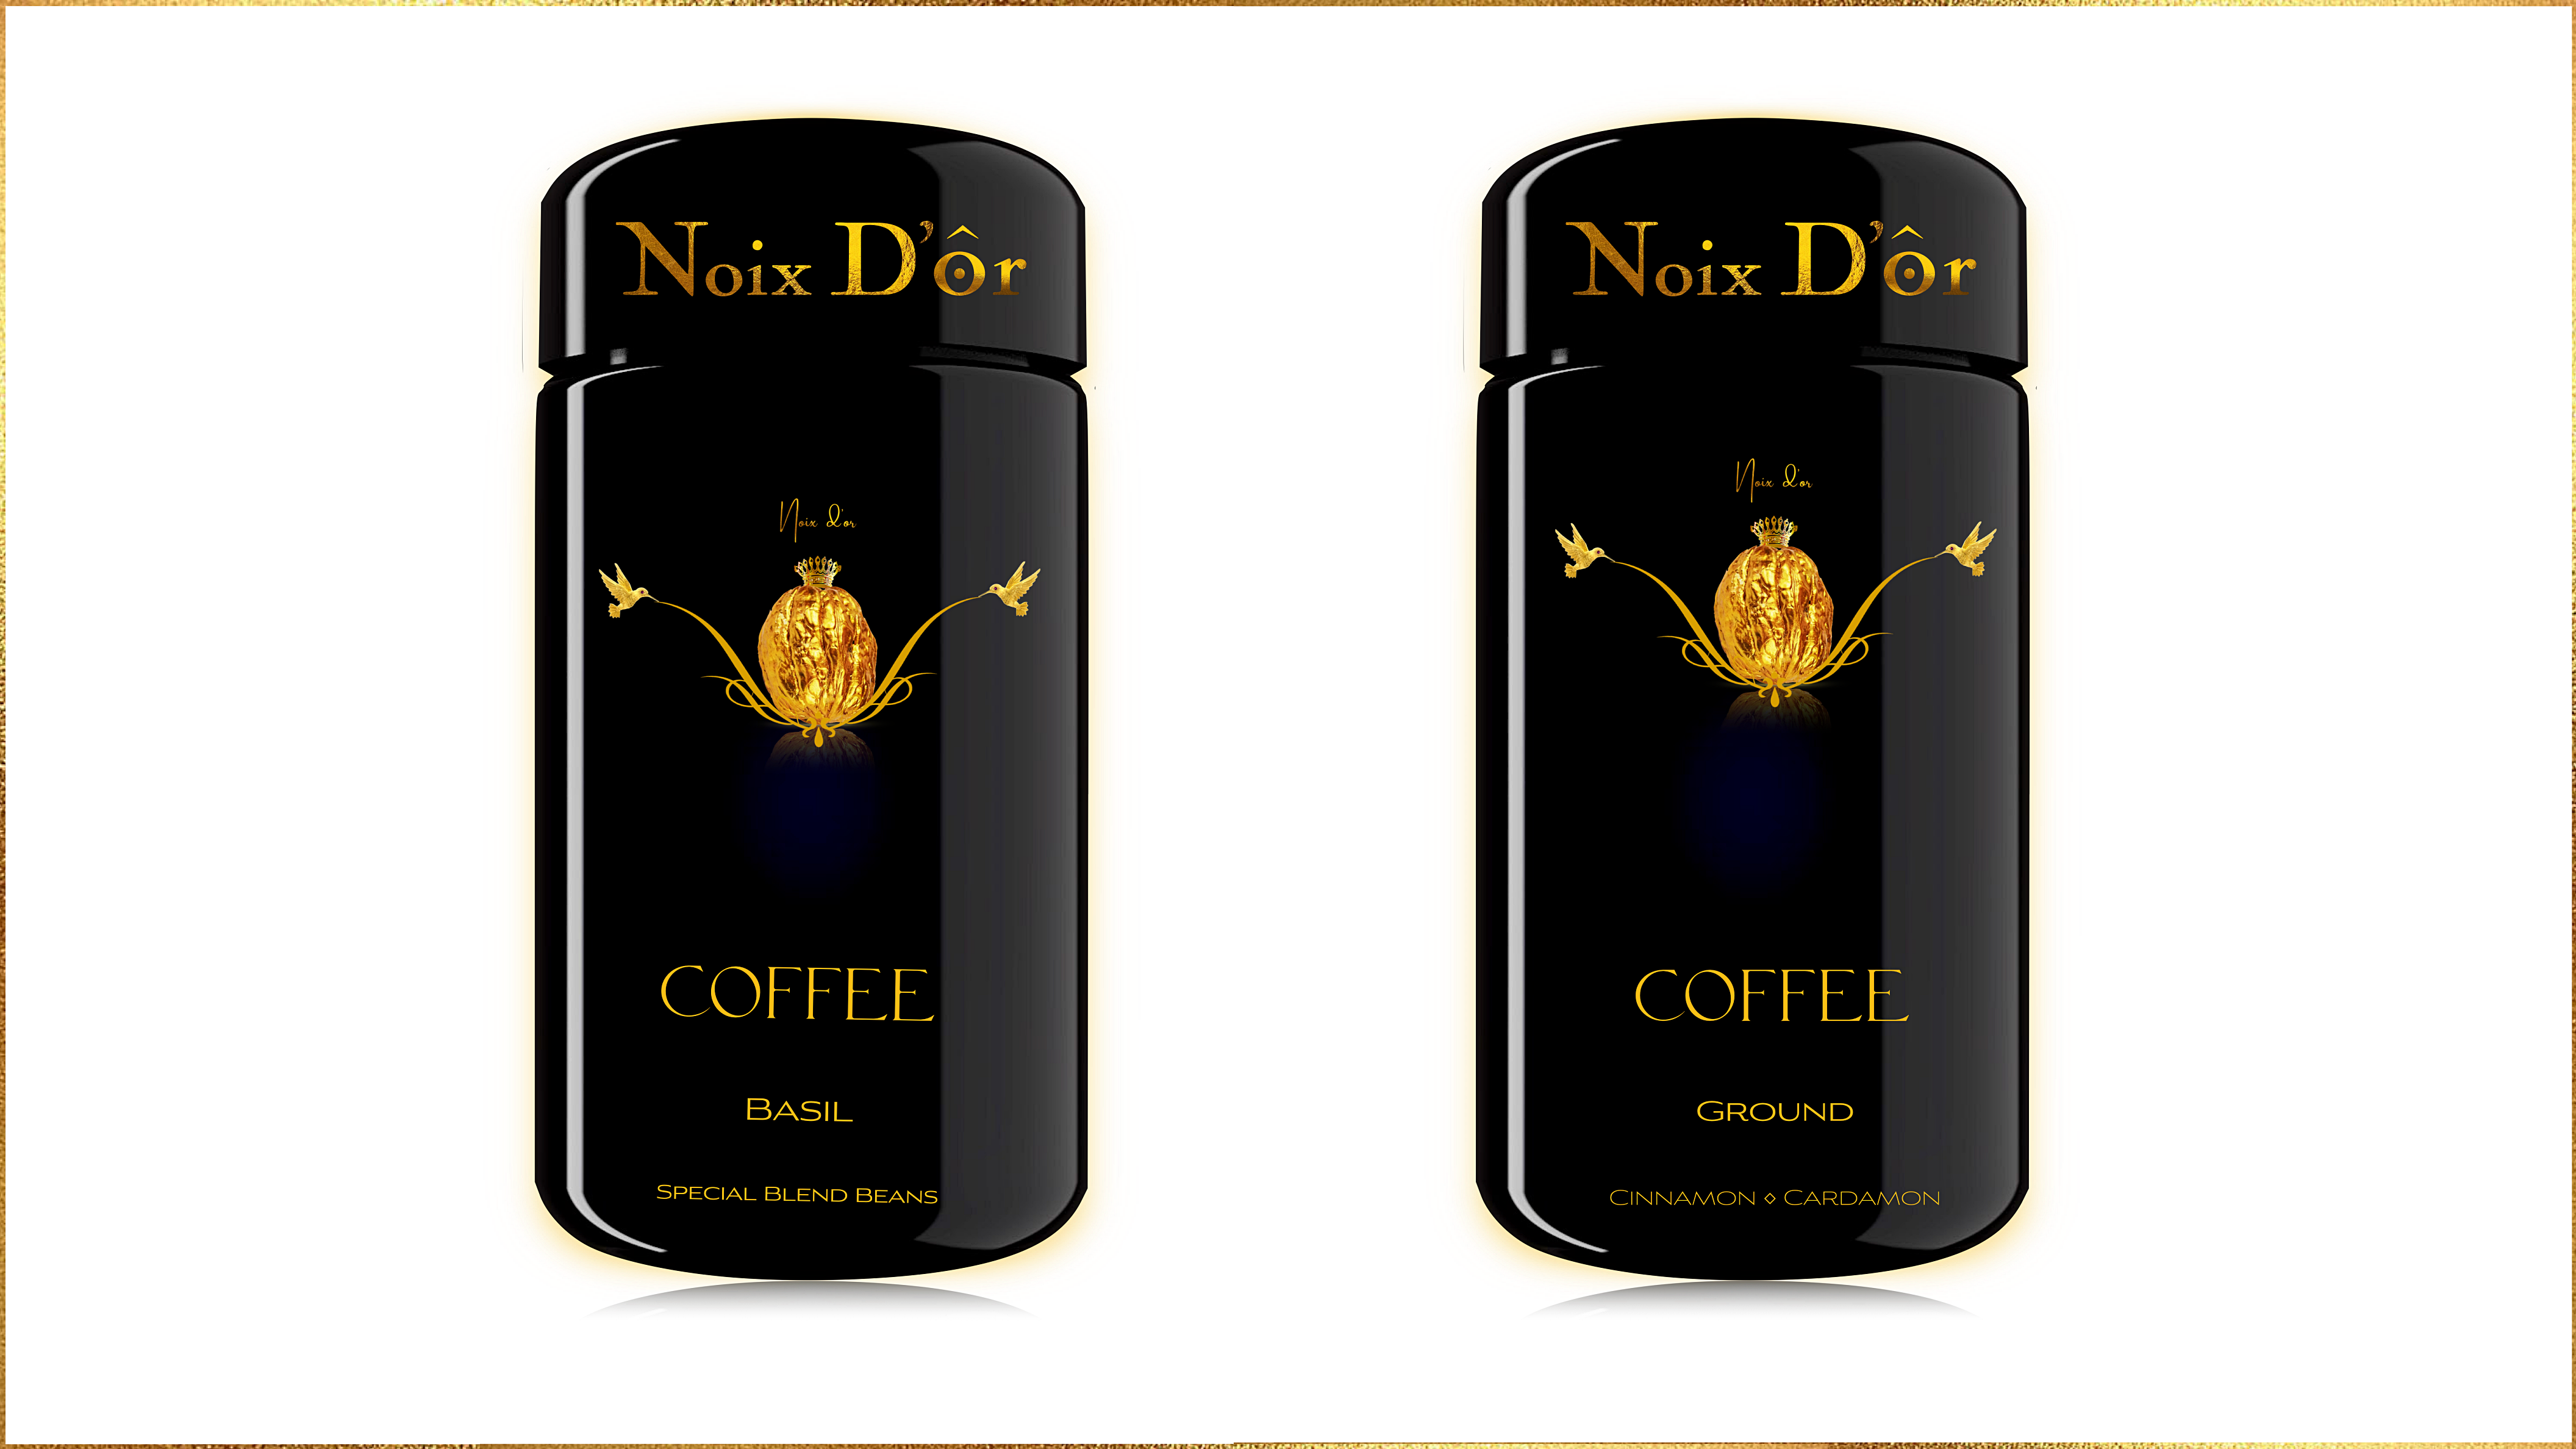 Noix D'ôr
Noix d'or
COFFEE
BASIL
SPECIAL BLEND BEANS
Noix D'ôr
Noix d'or
COFFEE
GROUND
CINNAMON ⋄ CARDAMON